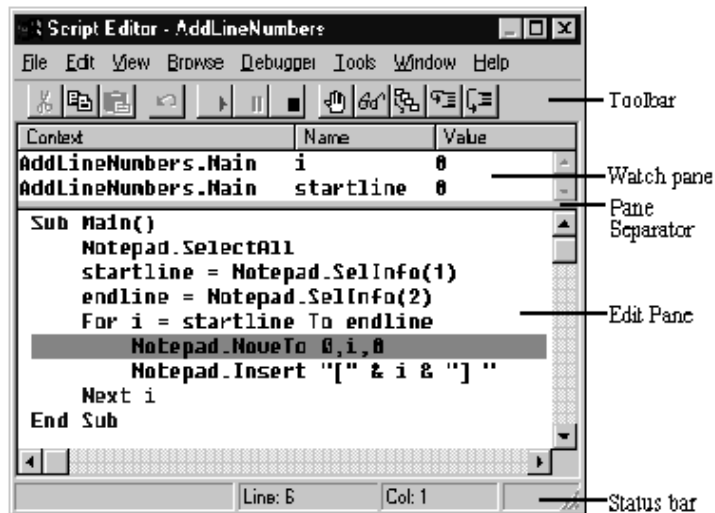 Script Editor - AddLineNumbers
File Edit View Browse Debugger Tools Window Help
Toolbar
Context Name Value
AddLineNumbers.Main i 0
AddLineNumbers.Main startline 0
Watch pane
Pane Separator
Sub Main()
Notepad.SelectAll
startline = Notepad.SelInfo(1)
endline = Notepad.SelInfo(2)
For i = startline To endline
Notepad.MoveTo 0,i,0
Notepad.Insert "[" & i & "] "
Next i
End Sub
Edit Pane
Line: 6 Col: 1
Status bar